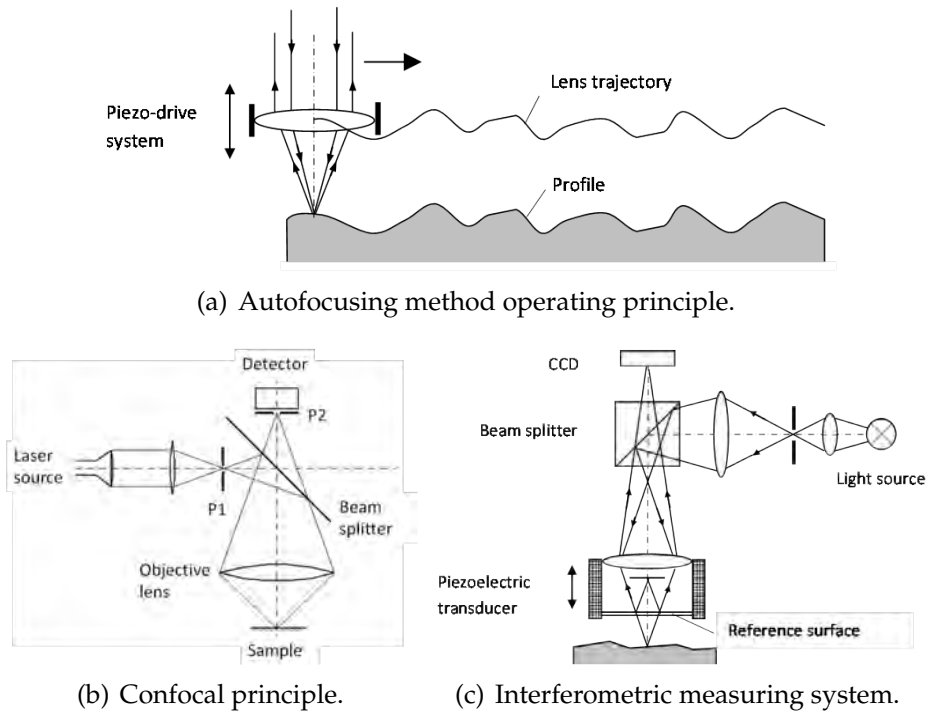 Piezo-drive
system
Lens trajectory
Profile
(a) Autofocusing method operating principle.
Detector
P2
Laser
source
P1
Beam
splitter
Objective
lens
Sample
(b) Confocal principle.
CCD
Beam splitter
Light source
Piezoelectric
transducer
Reference surface
(c) Interferometric measuring system.